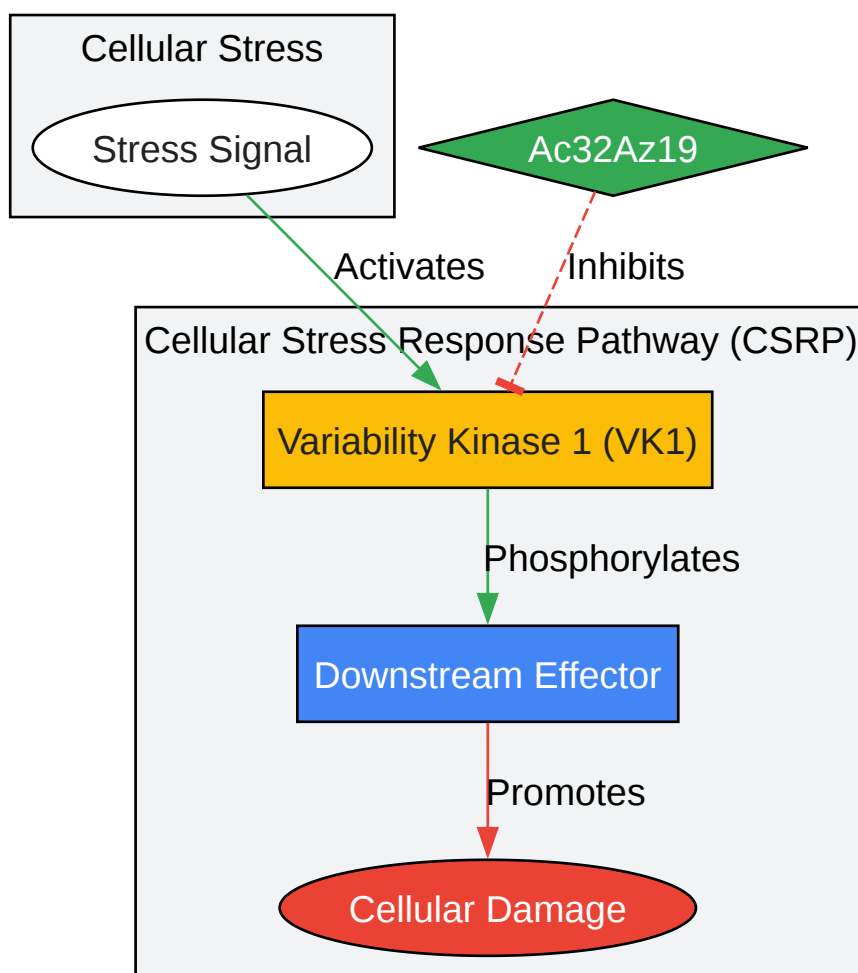 Cellular Stress
Stress Signal
Ac32Az19
Activates
Inhibits
Cellular Stress Response Pathway (CSRP)
Variability Kinase 1 (VK1)
Phosphorylates
Downstream Effector
Promotes
Cellular Damage